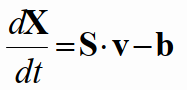 dX/dt = S·v−b